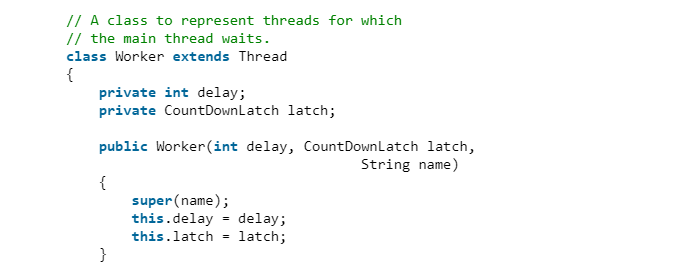 // A class to represent threads for which
// the main thread waits.
class Worker extends Thread
{
    private int delay;
    private CountDownLatch latch;

    public Worker(int delay, CountDownLatch latch,
                                    String name)
    {
        super(name);
        this.delay = delay;
        this.latch = latch;
    }